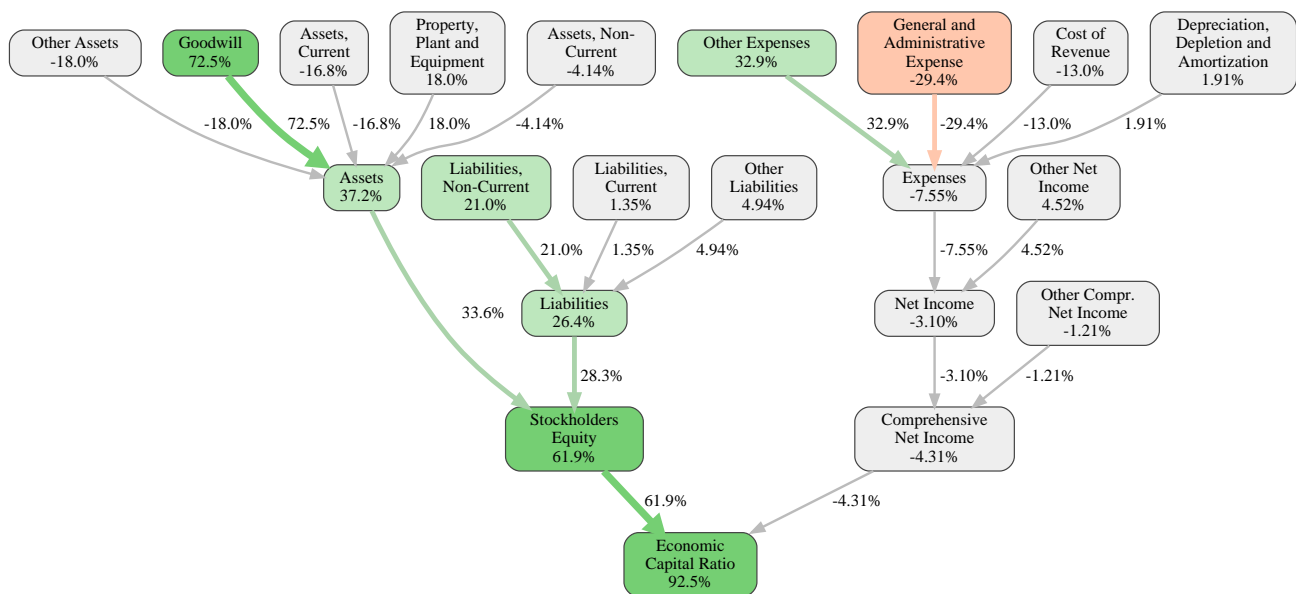 Other Assets
-18.0%
Goodwill
72.5%
Assets,
Current
-16.8%
Property,
Plant and
Equipment
18.0%
Assets, Non-
Current
-4.14%
Other Expenses
32.9%
General and
Administrative
Expense
-29.4%
Cost of
Revenue
-13.0%
Depreciation,
Depletion and
Amortization
1.91%
-18.0%
72.5%
-16.8%
18.0%
-4.14%
32.9%
-29.4%
-13.0%
1.91%
Assets
37.2%
Liabilities,
Non-Current
21.0%
Liabilities,
Current
1.35%
Other
Liabilities
4.94%
Expenses
-7.55%
Other Net
Income
4.52%
21.0%
1.35%
4.94%
-7.55%
4.52%
33.6%
Liabilities
26.4%
Net Income
-3.10%
Other Compr.
Net Income
-1.21%
28.3%
-3.10%
-1.21%
Stockholders
Equity
61.9%
Comprehensive
Net Income
-4.31%
61.9%
-4.31%
Economic
Capital Ratio
92.5%